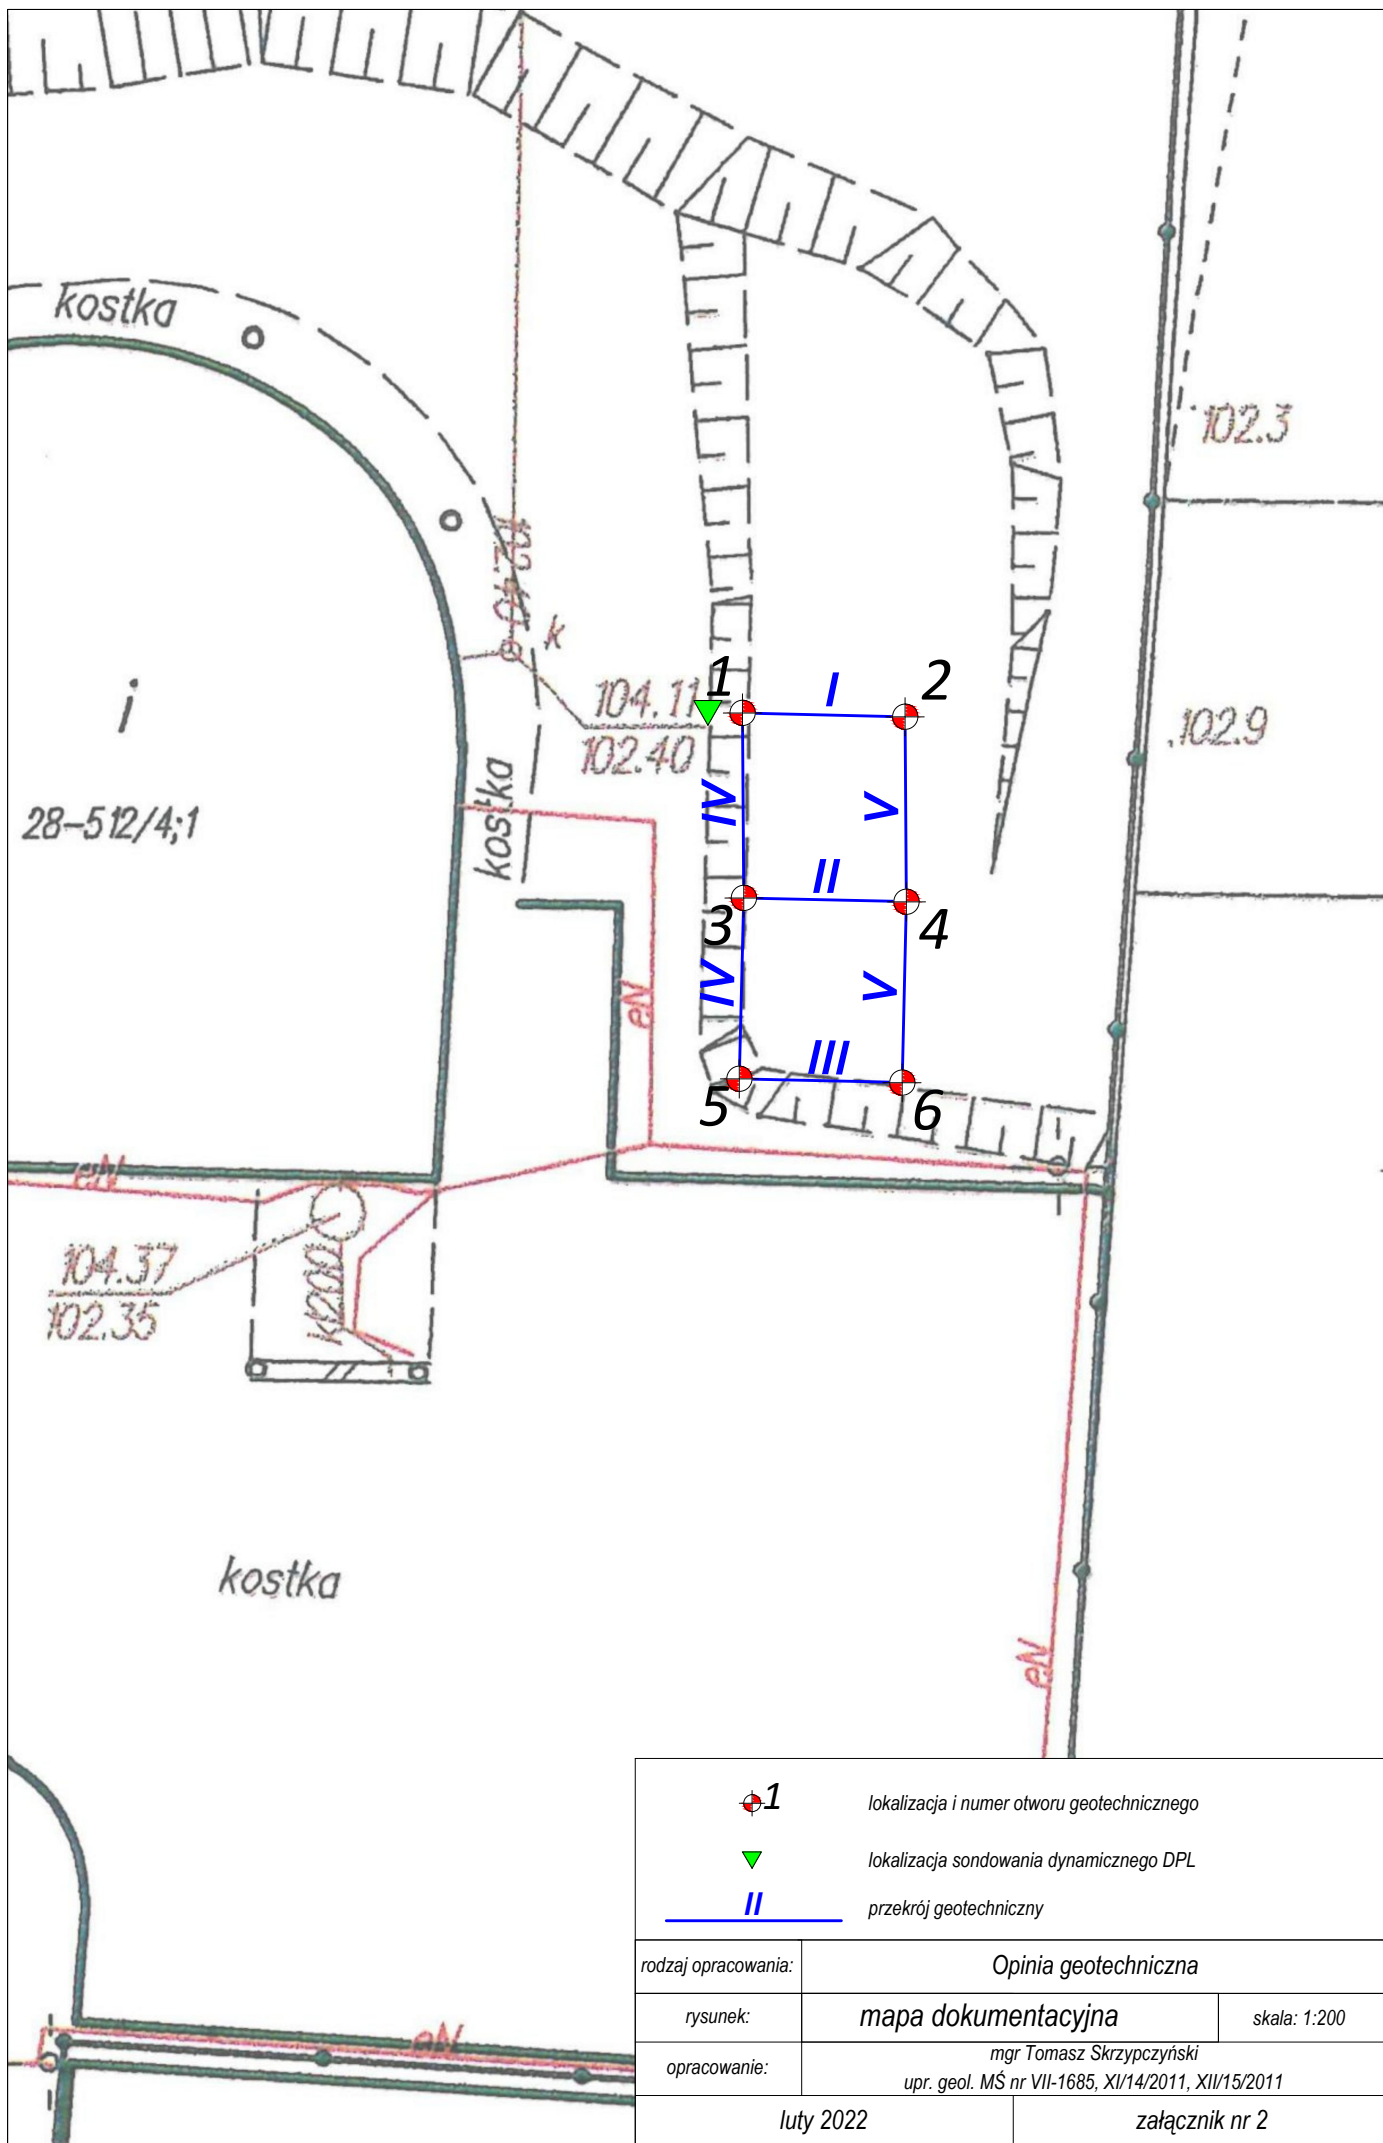 kostka
102.3
102.40
k
i
1
I
2
104.11
102.40
102.9
28-512/4;1
kostka
IV
V
II
3
4
eN
IV
V
III
5
6
eN
104.37
102.35
k200
kostka
eN
eN
1 lokalizacja i numer otworu geotechnicznego
lokalizacja sondowania dynamicznego DPL
II przekrój geotechniczny
rodzaj opracowania: Opinia geotechniczna
rysunek: mapa dokumentacyjna skala: 1:200
opracowanie: mgr Tomasz Skrzypczyński
upr. geol. MŚ nr VII-1685, XI/14/2011, XII/15/2011
luty 2022 załącznik nr 2